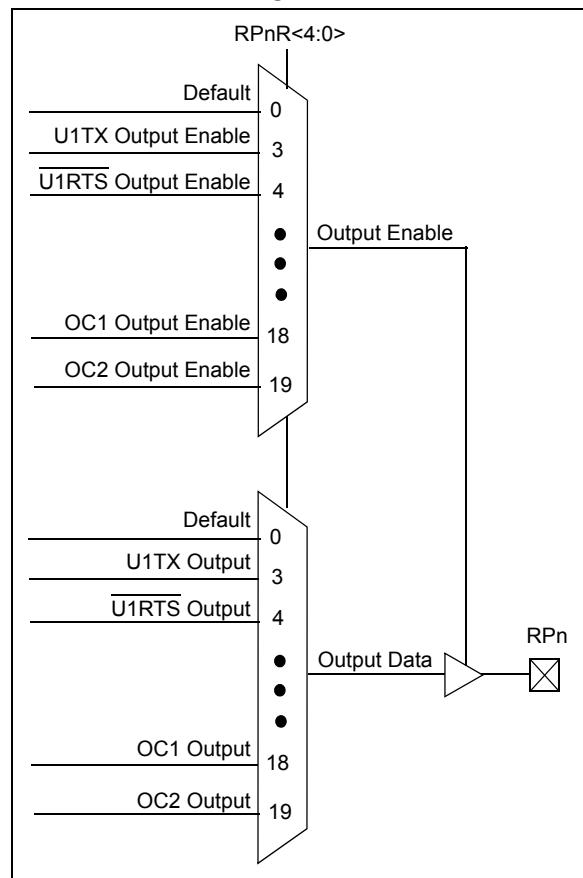 RPnR<4:0>
Default
0
U1TX Output Enable
3
U̅1̅R̅T̅S̅ Output Enable
4
Output Enable
OC1 Output Enable
18
OC2 Output Enable
19
Default
0
U1TX Output
3
U̅1̅R̅T̅S̅ Output
4
RPn
Output Data
OC1 Output
18
OC2 Output
19